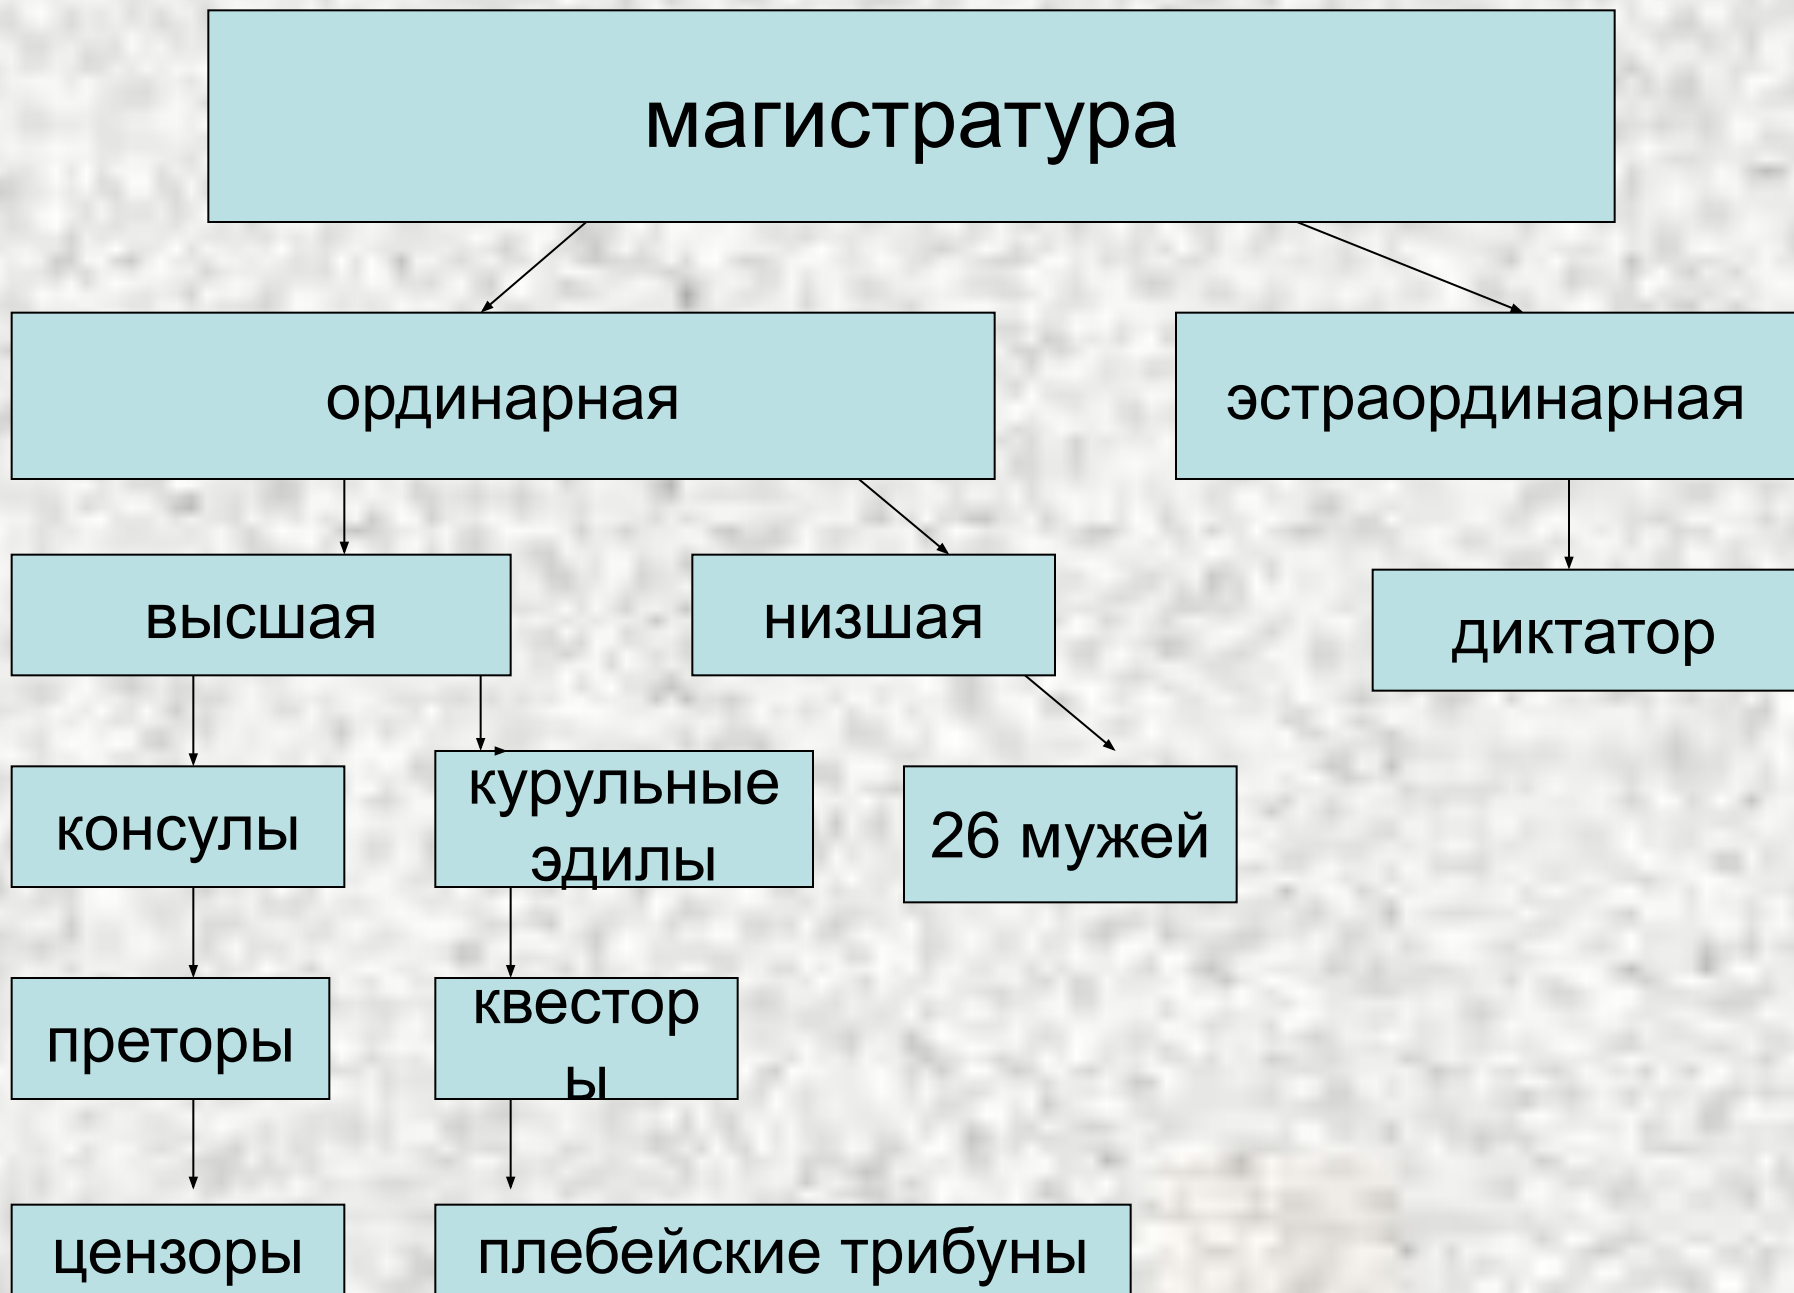 магистратура
ординарная
эстраординарная
высшая
низшая
диктатор
консулы
курульные
эдилы
26 мужей
преторы
квестор
ы
цензоры
плебейские трибуны